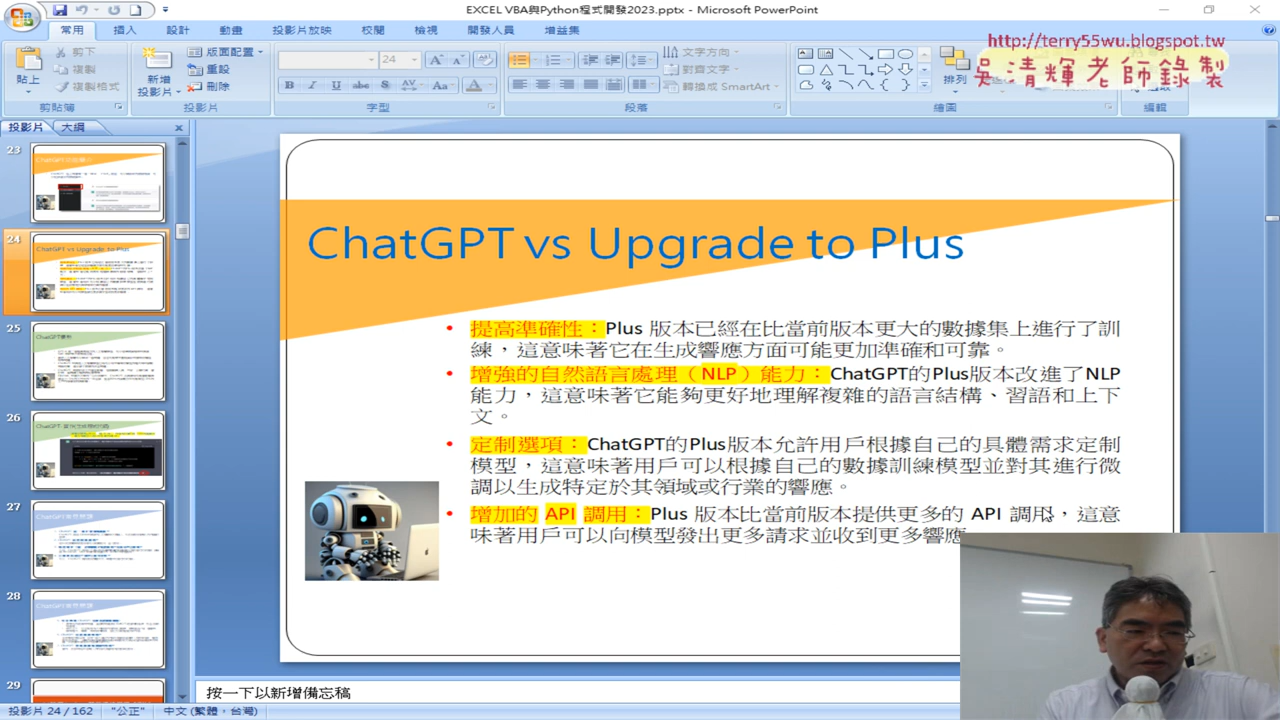 EXCEL VBA與Python程式開發2023.pptx - Microsoft PowerPoint
常用 插入 設計 動畫 投影片放映 校閱 檢視 開發人員 增益集
http://terry55wu.blogspot.tw
吳清輝老師錄製
貼上 剪下 複製 複製格式
新增投影片 版面配置 重設 刪除
24
文字方向 對齊文字 轉換成 SmartArt
排列
剪貼簿 投影片 字型 段落 繪圖 編輯
投影片 大綱
23
24
ChatGPT vs Upgrade to Plus
25
26
27
28
29
ChatGPT vs Upgrade to Plus
• 提高準確性：Plus 版本已經在比當前版本更大的數據集上進行了訓
練，這意味著它在生成響應方面可能更加準確和可靠。
• 增強的自然語言處理（NLP）能力：ChatGPT的Plus版本改進了NLP
能力，這意味著它能夠更好地理解複雜的語言結構、習語和上下
文。
• 定制選項：ChatGPT的Plus版本允許用戶根據自己的具體需求定制
模型，這意味著用戶可以根據自己的數據訓練模型並對其進行微
調以生成特定於其領域或行業的響應。
• 增加的 API 調用：Plus 版本比當前版本提供更多的 API 調用，這意
味著用戶可以向模型發出更多請求並收到更多響應
按一下以新增備忘稿
投影片 24 / 162 "公正" 中文 (繁體，台灣)